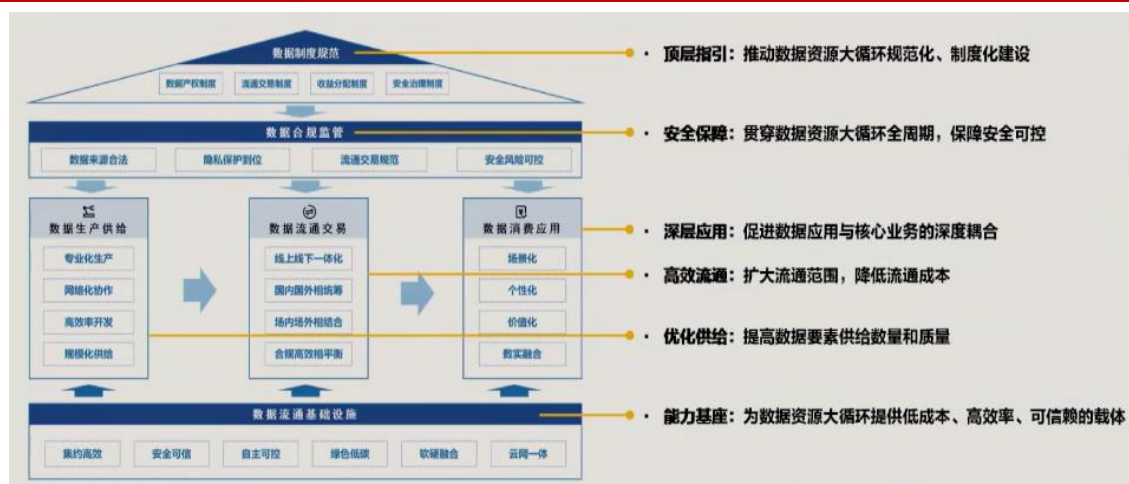 数据制度规范
数据产权制度 流通交易制度 收益分配制度 安全治理制度
顶层指引：推动数据资源大循环规范化、制度化建设
数据合规监管
数据来源合法 隐私保护到位 流通交易规范 安全风险可控
安全保障：贯穿数据资源大循环全周期，保障安全可控
数据生产供给
专业化生产
网络化协作
高效率开发
规模化供给
数据流通交易
线上线下一体化
国内国外相统筹
场内场外相结合
合规高效相平衡
数据消费应用
场景化
个性化
价值化
数实融合
深层应用：促进数据应用与核心业务的深度耦合
高效流通：扩大流通范围，降低流通成本
优化供给：提高数据要素供给数量和质量
数据流通基础设施
集约高效 安全可信 自主可控 绿色低碳 软硬融合 云网一体
能力基座：为数据资源大循环提供低成本、高效率、可信赖的载体